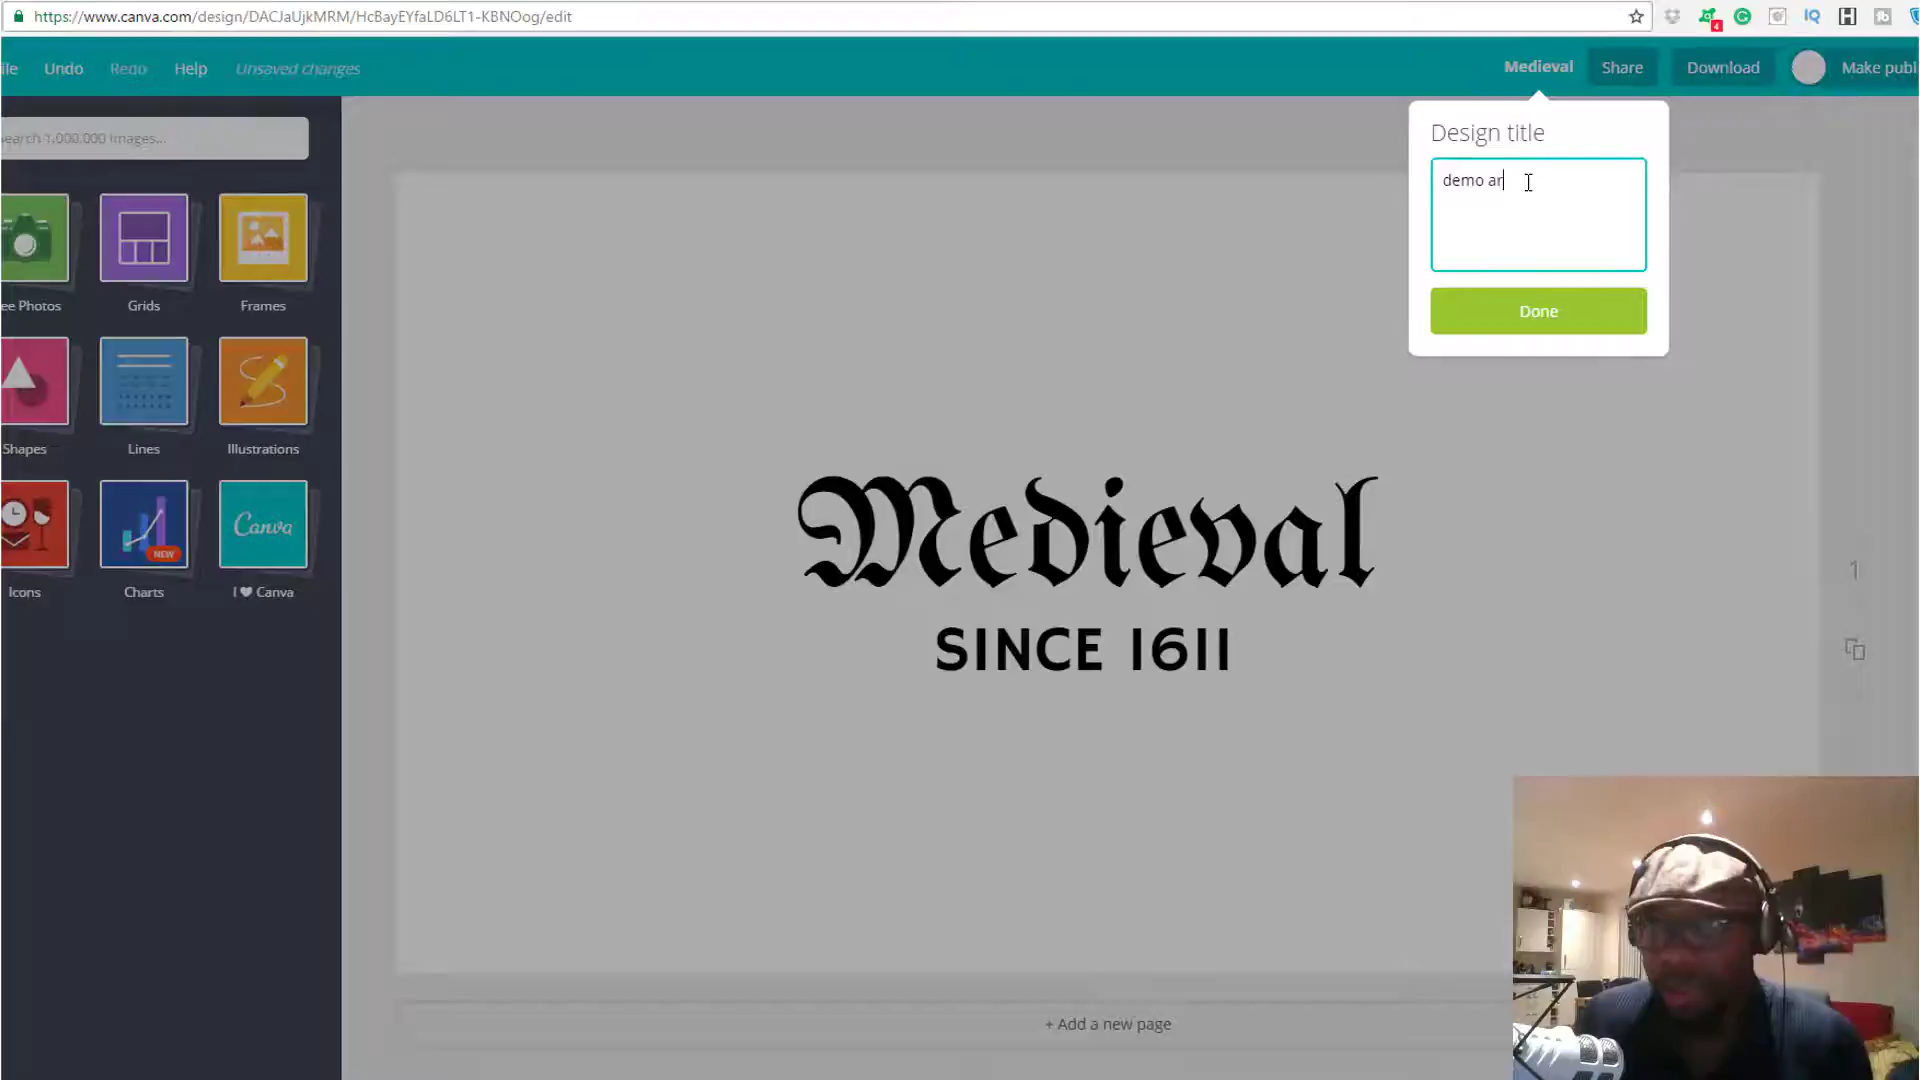 https://www.canva.com/design/DACJaUjkMRM/HcBayEYfaLD6LT1-KBNOog/edit
4
IQ
H
ile
Undo
Redo
Help
Unsaved changes
Medieval
Share
Download
Make publ
earch 1,000,000 images...
Design title
demo ar
Done
ee Photos
Grids
Frames
Shapes
Lines
Illustrations
NEW
Canva
Icons
Charts
I ♥ Canva
Medieval
SINCE 1611
1
+ Add a new page